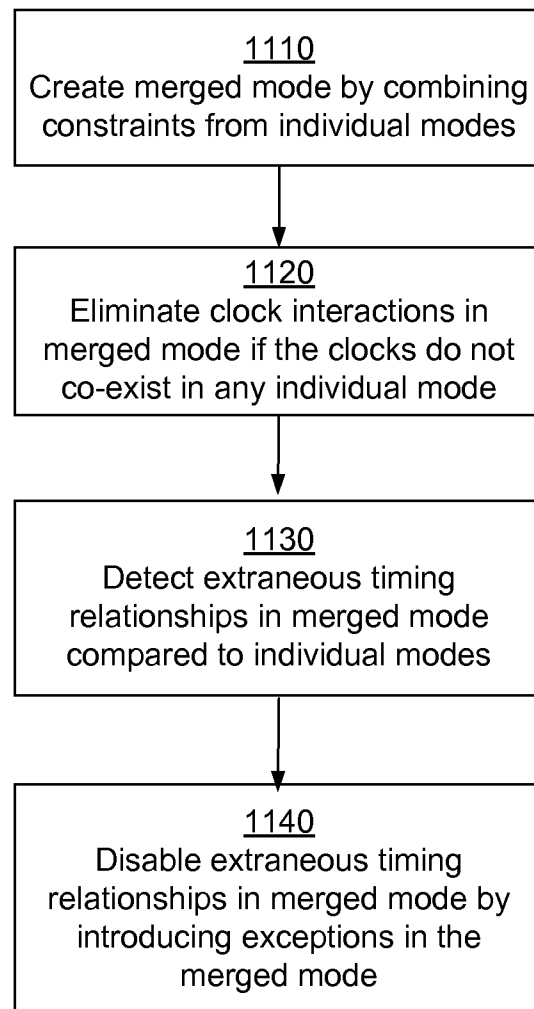 1110
Create merged mode by combining
constraints from individual modes
1120
Eliminate clock interactions in
merged mode if the clocks do not
co-exist in any individual mode
1130
Detect extraneous timing
relationships in merged mode
compared to individual modes
1140
Disable extraneous timing
relationships in merged mode by
introducing exceptions in the
merged mode